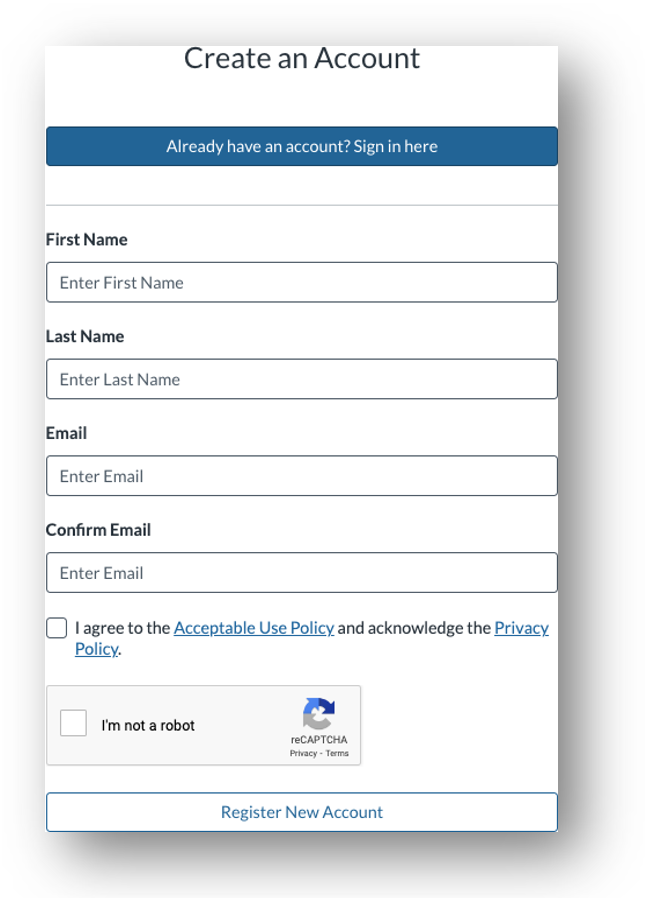 Create an Account
Already have an account? Sign in here
First Name
Enter First Name
Last Name
Enter Last Name
Email
Enter Email
Confirm Email
Enter Email
I agree to the Acceptable Use Policy and acknowledge the Privacy
Policy.
I'm not a robot
reCAPTCHA
Privacy - Terms
Register New Account